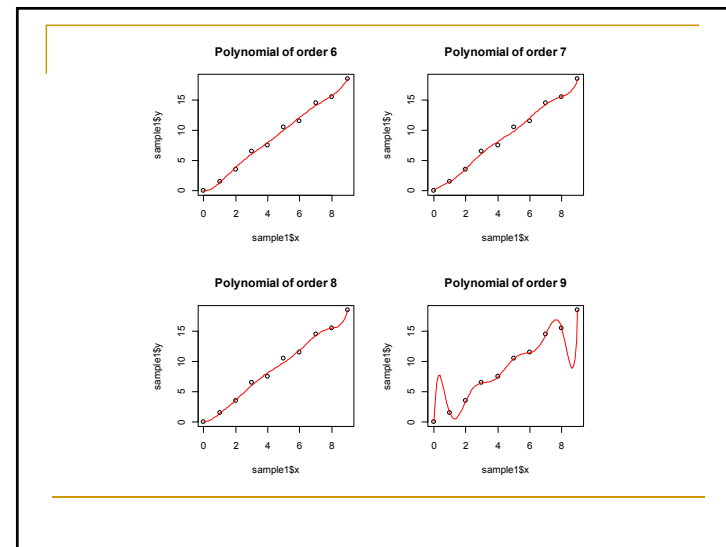 Polynomial of order 6
Polynomial of order 7
sample1$y
15
10
5
0
0 2 4 6 8
sample1$x
sample1$y
15
10
5
0
0 2 4 6 8
sample1$x
Polynomial of order 8
Polynomial of order 9
sample1$y
15
10
5
0
0 2 4 6 8
sample1$x
sample1$y
15
10
5
0
0 2 4 6 8
sample1$x